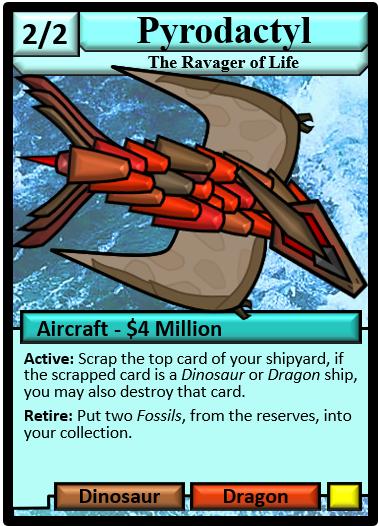 2/2
Pyrodactyl
The Ravager of Life
Aircraft - $4 Million
Active: Scrap the top card of your shipyard, if
the scrapped card is a Dinosaur or Dragon ship,
you may also destroy that card.
Retire: Put two Fossils, from the reserves, into
your collection.
Dinosaur Dragon